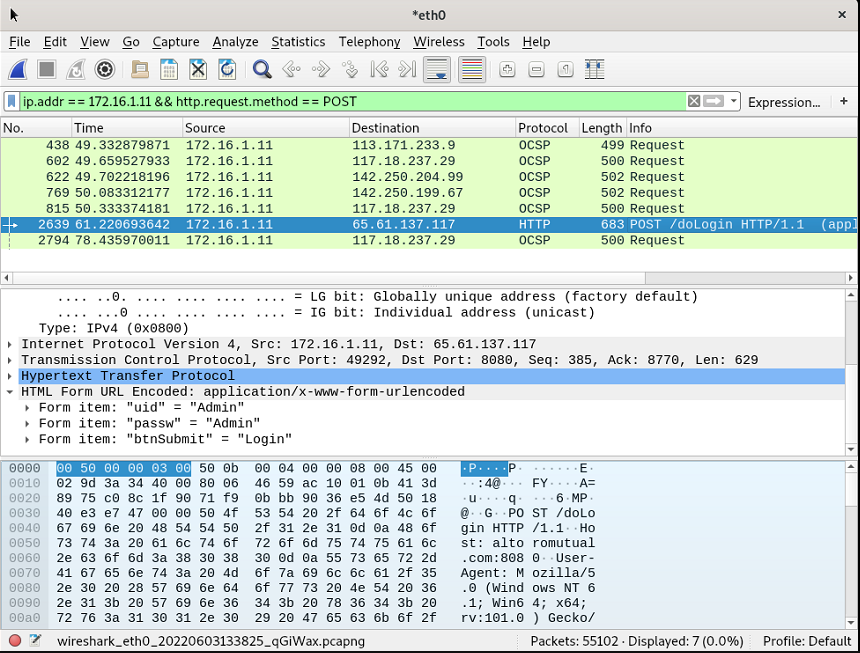 *eth0
File Edit View Go Capture Analyze Statistics Telephony Wireless Tools Help
ip.addr == 172.16.1.11 && http.request.method == POST Expression... +
No. Time Source Destination Protocol Length Info
438 49.332879871 172.16.1.11 113.171.233.9 OCSP 499 Request
602 49.659527933 172.16.1.11 117.18.237.29 OCSP 500 Request
622 49.702218196 172.16.1.11 142.250.204.99 OCSP 502 Request
769 50.083312177 172.16.1.11 142.250.199.67 OCSP 502 Request
815 50.333374181 172.16.1.11 117.18.237.29 OCSP 500 Request
2639 61.220693642 172.16.1.11 65.61.137.117 HTTP 683 POST /doLogin HTTP/1.1 (appl
2794 78.435970011 172.16.1.11 117.18.237.29 OCSP 500 Request
.... ..0. .... .... .... .... = LG bit: Globally unique address (factory default)
.... ...0 .... .... .... .... = IG bit: Individual address (unicast)
Type: IPv4 (0x0800)
Internet Protocol Version 4, Src: 172.16.1.11, Dst: 65.61.137.117
Transmission Control Protocol, Src Port: 49292, Dst Port: 8080, Seq: 385, Ack: 8770, Len: 629
Hypertext Transfer Protocol
HTML Form URL Encoded: application/x-www-form-urlencoded
Form item: "uid" = "Admin"
Form item: "passw" = "Admin"
Form item: "btnSubmit" = "Login"
0000 00 50 00 00 03 00 50 0b 00 04 00 00 08 00 45 00 ·P····P· ······E·
0010 02 9d 3a 34 40 00 80 06 46 59 ac 10 01 0b 41 3d ··:4@··· FY····A=
0020 89 75 c0 8c 1f 90 71 f9 0b bb 90 36 e5 4d 50 18 ·u····q· ···6·MP·
0030 40 e3 e7 47 00 00 50 4f 53 54 20 2f 64 6f 4c 6f @··G··PO ST /doLo
0040 67 69 6e 20 48 54 54 50 2f 31 2e 31 0d 0a 48 6f gin HTTP /1.1··Ho
0050 73 74 3a 20 61 6c 74 6f 72 6f 6d 75 74 75 61 6c st: alto romutual
0060 2e 63 6f 6d 3a 38 30 38 30 0d 0a 55 73 65 72 2d .com:808 0··User-
0070 41 67 65 6e 74 3a 20 4d 6f 7a 69 6c 6c 61 2f 35 Agent: M ozilla/5
0080 2e 30 20 28 57 69 6e 64 6f 77 73 20 4e 54 20 36 .0 (Wind ows NT 6
0090 2e 31 3b 20 57 69 6e 36 34 3b 20 78 36 34 3b 20 .1; Win6 4; x64;
00a0 72 76 3a 31 30 31 2e 30 29 20 47 65 63 6b 6f 2f rv:101.0 ) Gecko/
wireshark_eth0_20220603133825_qGiWax.pcapng Packets: 55102 · Displayed: 7 (0.0%) Profile: Default